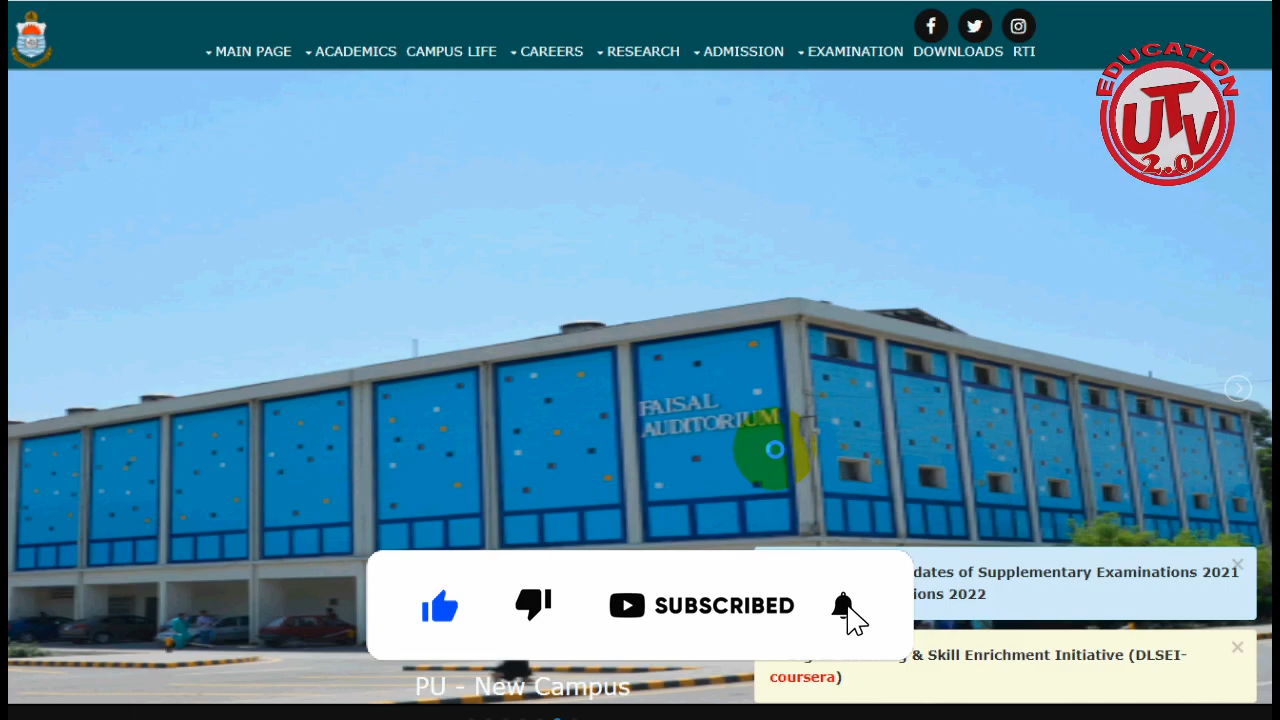 MAIN PAGE ACADEMICS CAMPUS LIFE CAREERS RESEARCH ADMISSION EXAMINATION DOWNLOADS RTI
EDUCATION
UTV
2.0
FAISAL
AUDITORIUM
dates of Supplementary Examinations 2021
ions 2022
SUBSCRIBED
& Skill Enrichment Initiative (DLSEI-
coursera)
PU - New Campus